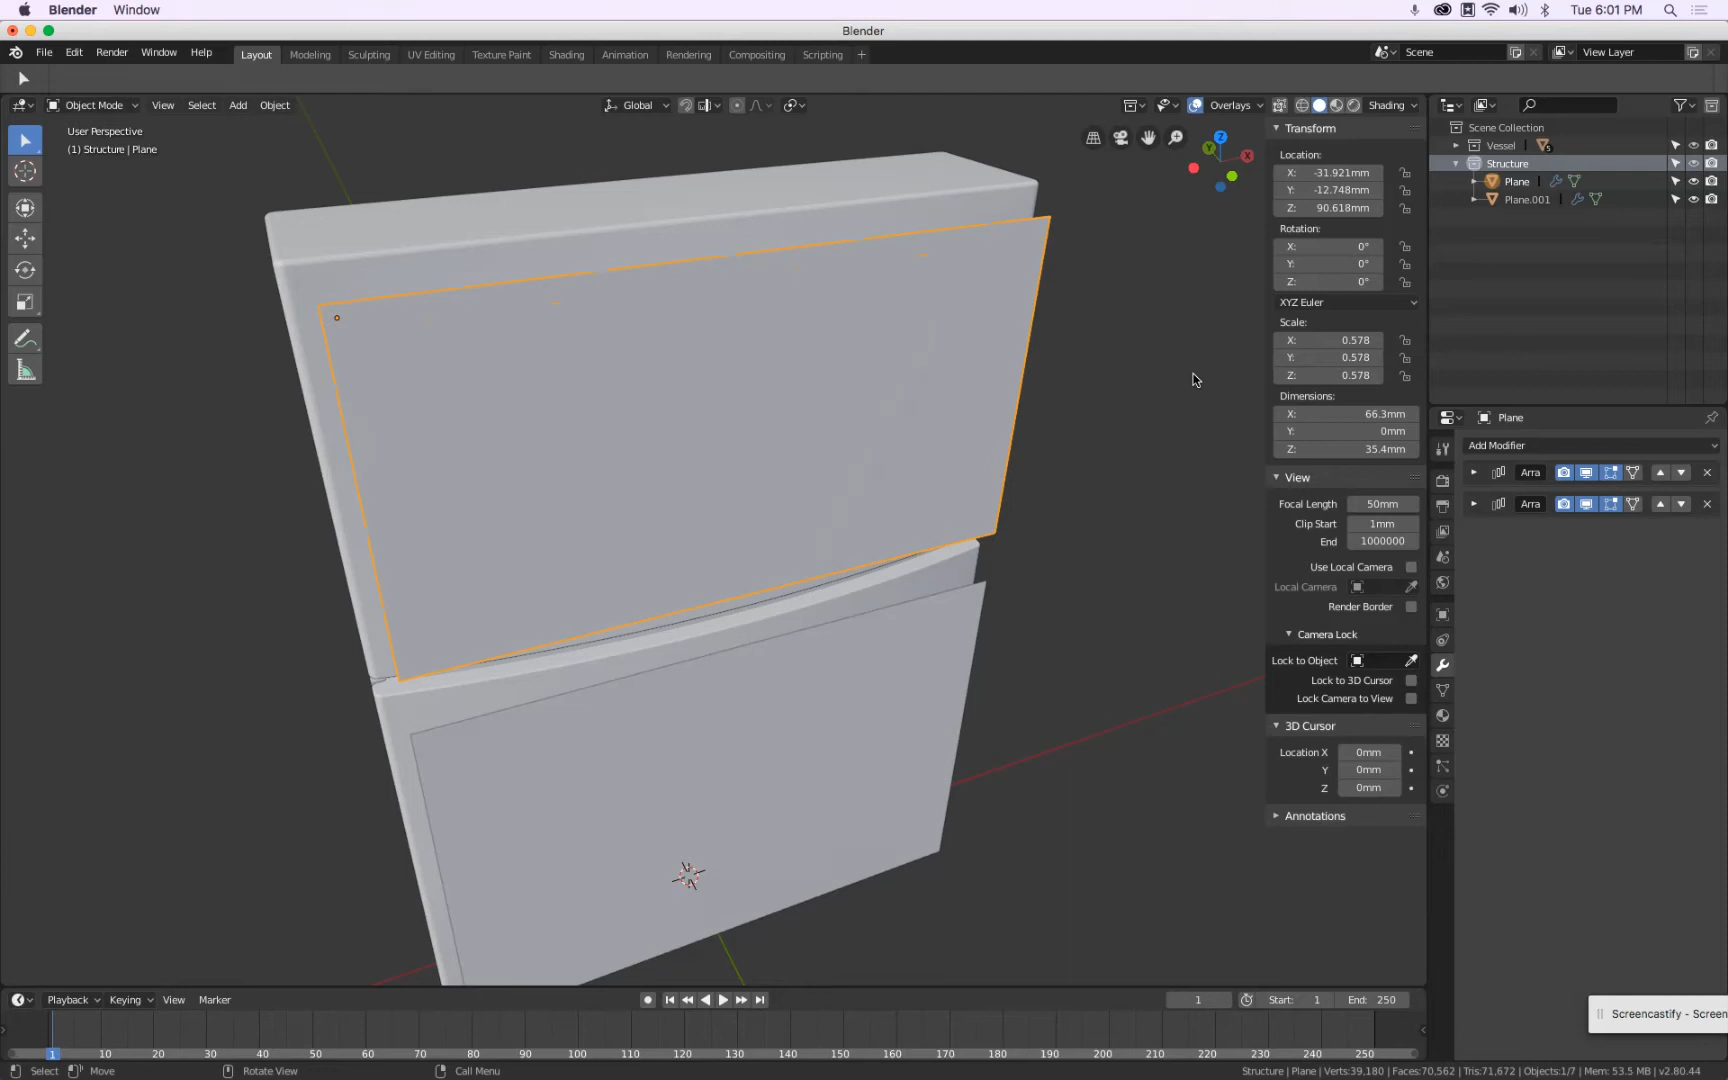 Blender Window Tue 6:01 PM
Blender
File Edit Render Window Help Layout Modeling Sculpting UV Editing Texture Paint Shading Animation Rendering Compositing Scripting + Scene View Layer
Object Mode View Select Add Object Global Overlays Shading
User Perspective
(1) Structure | Plane
Transform
Location:
X: -31.921mm
Y: -12.748mm
Z: 90.618mm
Rotation:
X: 0°
Y: 0°
Z: 0°
XYZ Euler
Scale:
X: 0.578
Y: 0.578
Z: 0.578
Dimensions:
X: 66.3mm
Y: 0mm
Z: 35.4mm
View
Focal Length 50mm
Clip Start 1mm
End 1000000
Use Local Camera
Local Camera
Render Border
Camera Lock
Lock to Object
Lock to 3D Cursor
Lock Camera to View
3D Cursor
Location X 0mm
Y 0mm
Z 0mm
Annotations
Scene Collection
Vessel 5
Structure
Plane
Plane.001
Plane
Add Modifier
Arra
Arra
Z
Y
X
Playback Keying View Marker 1 Start: 1 End: 250
1 10 20 30 40 50 60 70 80 90 100 110 120 130 140 150 160 170 180 190 200 210 220 230 240 250
Screencastify - Screen
Select Move Rotate View Call Menu Structure | Plane | Verts:39,180 | Faces:70,562 | Tris:71,672 | Objects:1/7 | Mem: 53.5 MB | v2.80.44